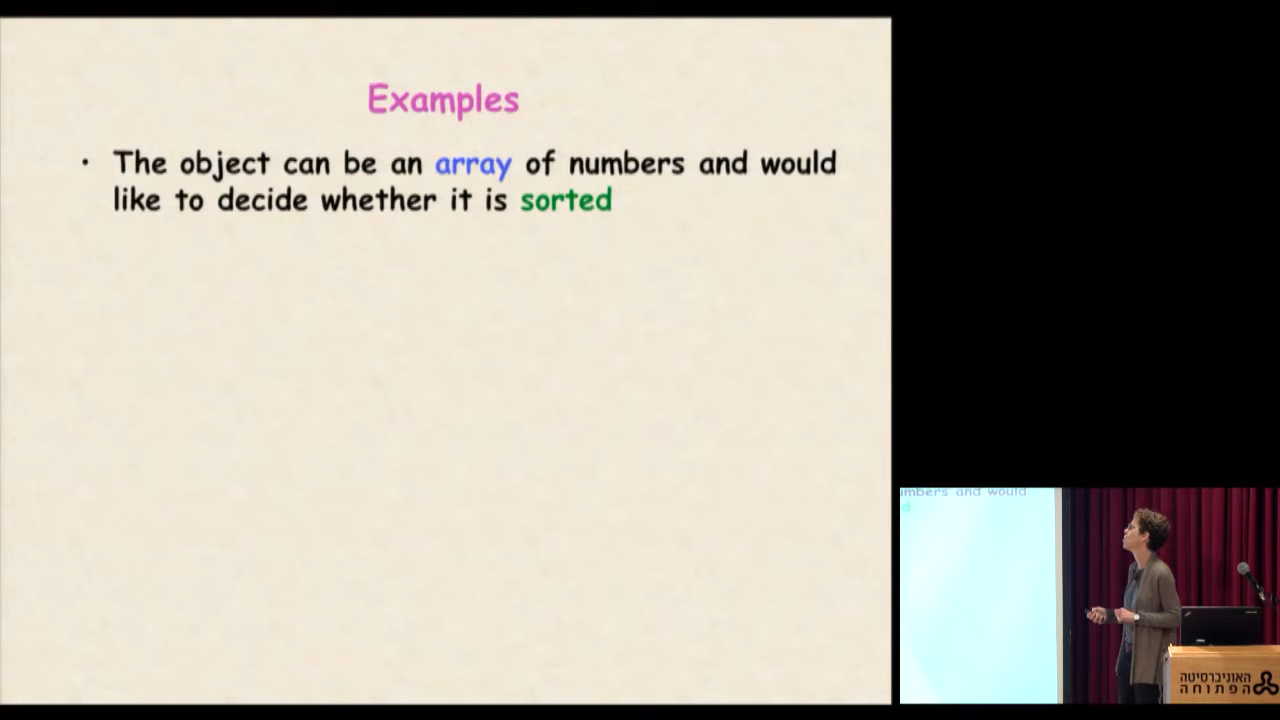 Examples
• The object can be an array of numbers and would
like to decide whether it is sorted
umbers and would
d
האוניברסיטה
הפתוחה